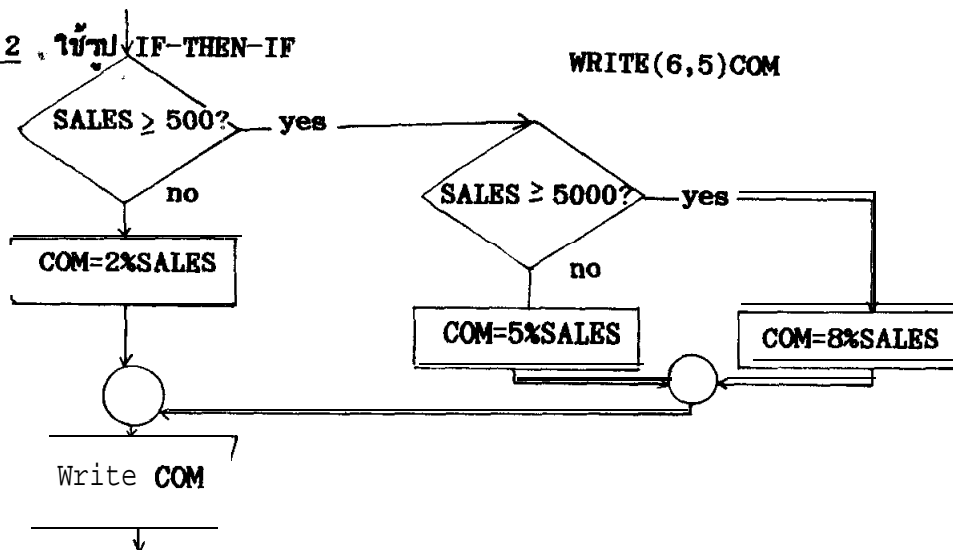 2 ใช้รูป IF-THEN-IF
WRITE(6,5)COM
SALES ≥ 500?
yes
no
SALES ≥ 5000?
yes
no
COM=2%SALES
COM=5%SALES
COM=8%SALES
Write COM